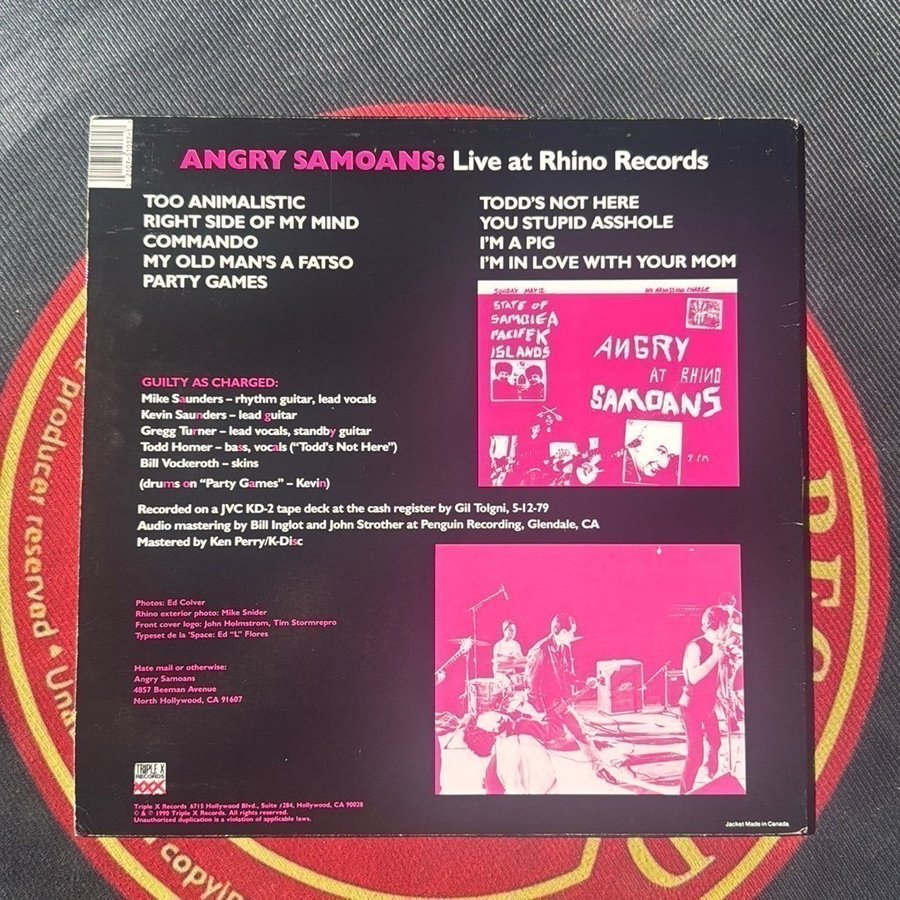 ANGRY SAMOANS: Live at Rhino Records
TOO ANIMALISTIC
RIGHT SIDE OF MY MIND
COMMANDO
MY OLD MAN'S A FATSO
PARTY GAMES
TODD'S NOT HERE
YOU STUPID ASSHOLE
I'M A PIG
I'M IN LOVE WITH YOUR MOM
SUNDAY MAY 12
NO ADMISSION CHARGE
STATE OF
SAMOIEA
PACIFFK
ISLANDS
ANGRY
AT RHINO
SAMOANS
GUILTY AS CHARGED:
Mike Saunders – rhythm guitar, lead vocals
Kevin Saunders – lead guitar
Gregg Turner – lead vocals, standby guitar
Todd Homer – bass, vocals ("Todd's Not Here")
Bill Vockeroth – skins
(drums on "Party Games" – Kevin)
Recorded on a JVC KD-2 tape deck at the cash register by Gil Tolgni, 5-12-79
Audio mastering by Bill Inglot and John Strother at Penguin Recording, Glendale, CA
Mastered by Ken Perry/K-Disc
Photos: Ed Colver
Rhino exterior photo: Mike Snider
Front cover logo: John Holmstrom, Tim Stormrepro
Typeset de la 'Space: Ed "L" Flores
Hate mail or otherwise:
Angry Samoans
4857 Beeman Avenue
North Hollywood, CA 91607
TRIPLE X
RECORDS
XXX
Triple X Records 6715 Hollywood Blvd., Suite #284, Hollywood, CA 90028
© & ℗ 1990 Triple X Records. All rights reserved.
Unauthorized duplication is a violation of applicable laws.
Jacket Made in Canada
e producer reserved
copyin